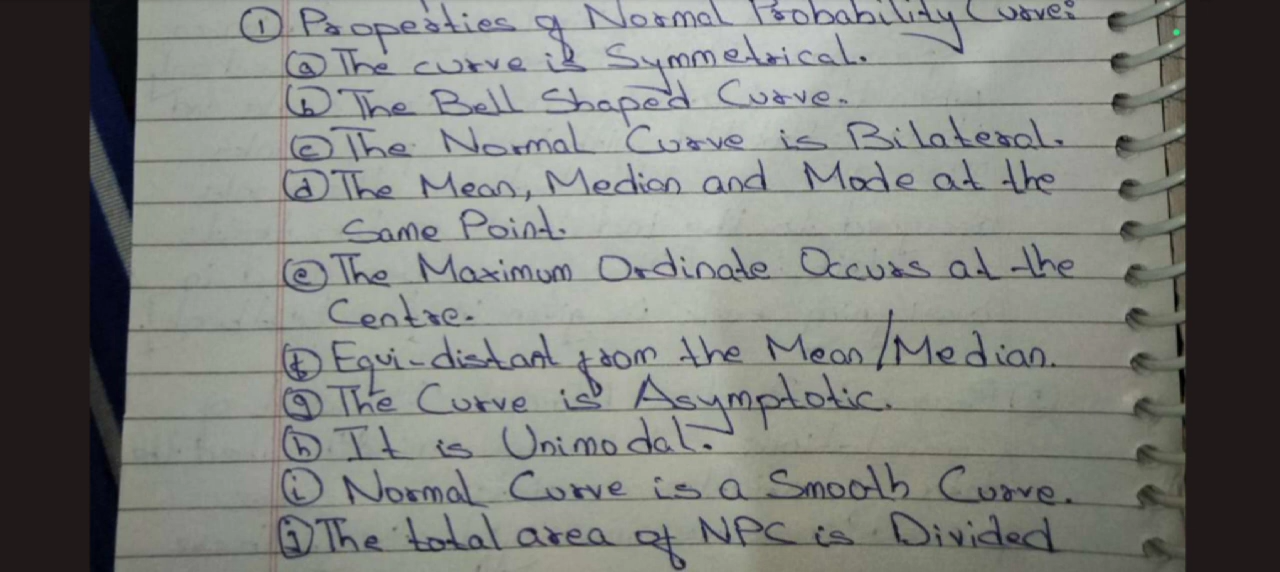 ① Properties of Normal Probability Curve:
ⓐ The curve is Symmetrical.
ⓑ The Bell Shaped Curve.
ⓒ The Normal Curve is Bilateral.
ⓓ The Mean, Median and Mode at the
Same Point.
ⓔ The Maximum Ordinate Occurs at the
Centre.
ⓕ Equi-distant from the Mean/Median.
ⓖ The Curve is Asymptotic.
ⓗ It is Unimodal.
ⓘ Normal Curve is a Smooth Curve.
ⓙ The total area of NPC is Divided